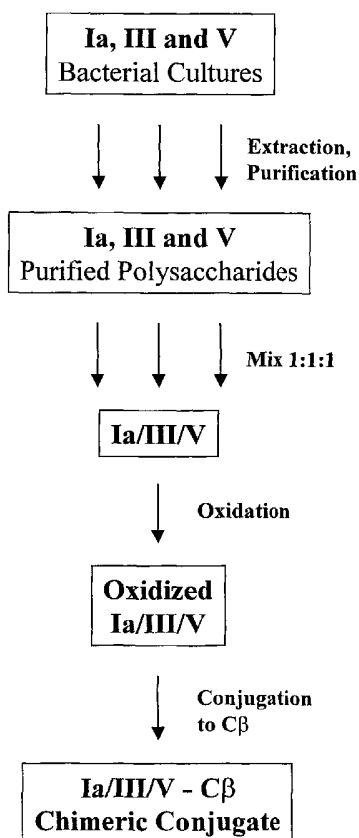 Ia, III and V
Bacterial Cultures
Extraction,
Purification
Ia, III and V
Purified Polysaccharides
Mix 1:1:1
Ia/III/V
Oxidation
Oxidized
Ia/III/V
Conjugation
to Cβ
Ia/III/V - Cβ
Chimeric Conjugate